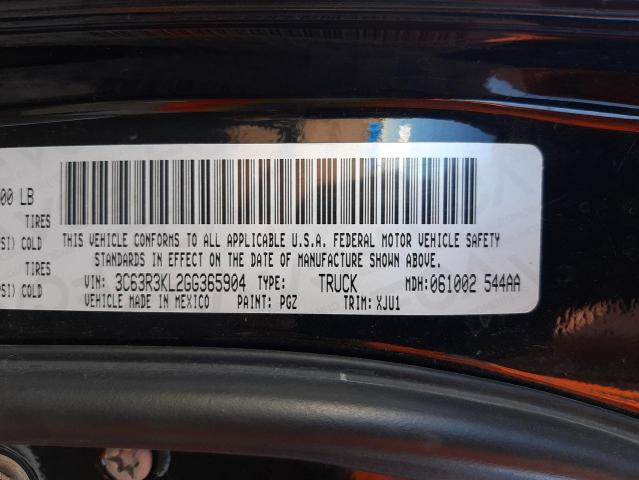 00 LB
TIRES
SI) COLD
THIS VEHICLE CONFORMS TO ALL APPLICABLE U.S.A. FEDERAL MOTOR VEHICLE SAFETY
STANDARDS IN EFFECT ON THE DATE OF MANUFACTURE SHOWN ABOVE.
TIRES
SI) COLD
VIN: 3C63R3KL2GG365904 TYPE: TRUCK MDH: 061002 544AA
VEHICLE MADE IN MEXICO PAINT: PGZ TRIM: XJU1